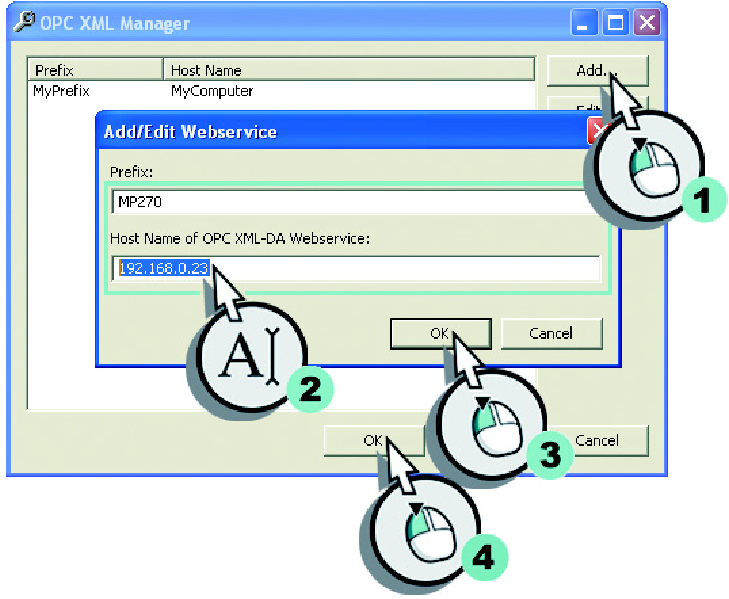 OPC XML Manager
Prefix Host Name
MyPrefix MyComputer
Add...
Add/Edit Webservice
Prefix:
MP270
Host Name of OPC XML-DA Webservice:
192.168.0.23
OK Cancel
OK Cancel
1
A
2
3
4